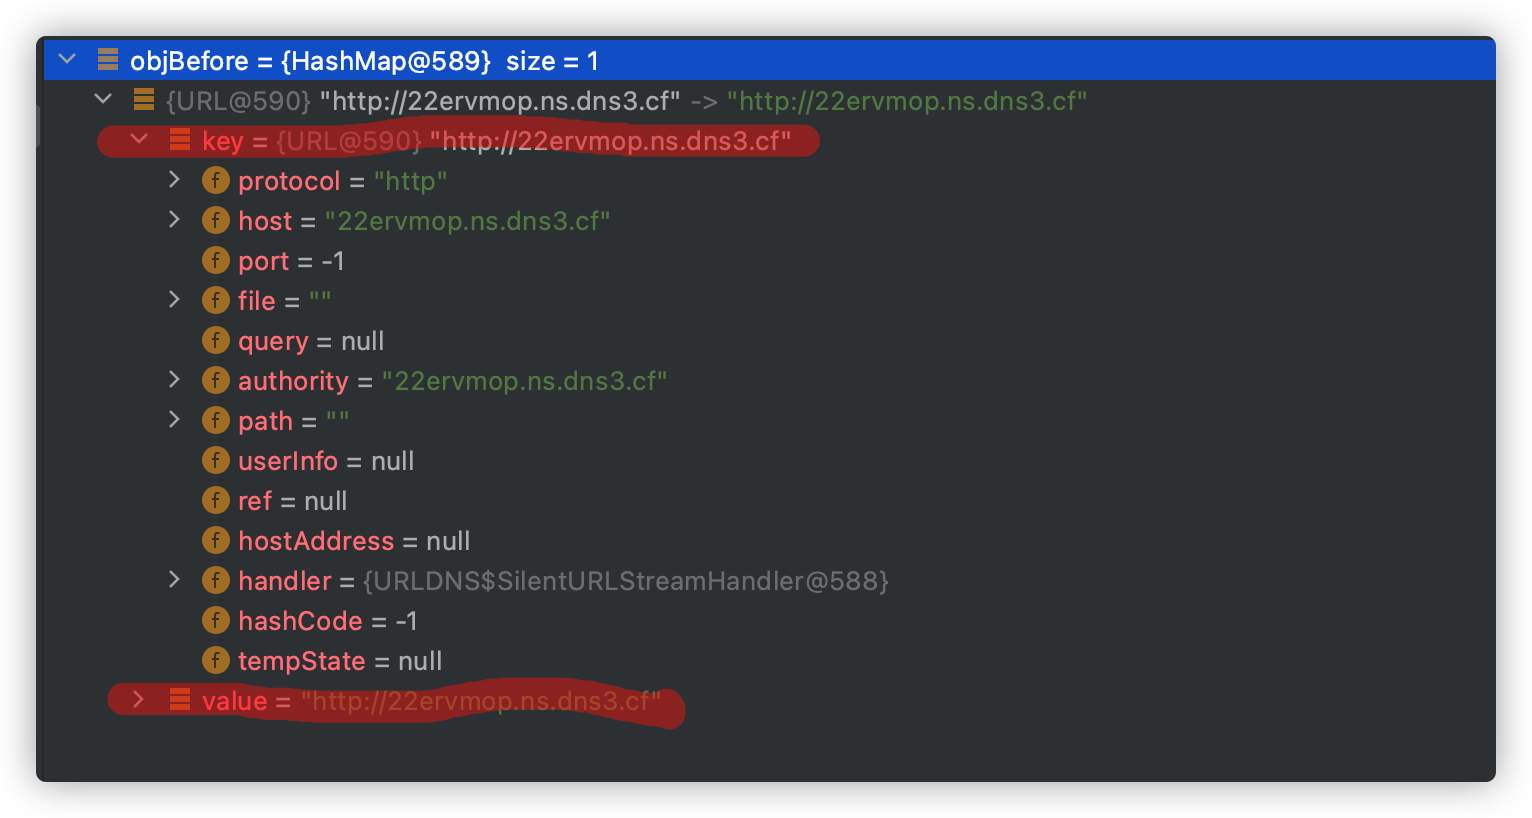 objBefore = {HashMap@589} size = 1
{URL@590} "http://22ervmop.ns.dns3.cf" -> "http://22ervmop.ns.dns3.cf"
key = {URL@590} "http://22ervmop.ns.dns3.cf"
f protocol = "http"
f host = "22ervmop.ns.dns3.cf"
f port = -1
f file = ""
f query = null
f authority = "22ervmop.ns.dns3.cf"
f path = ""
f userInfo = null
f ref = null
f hostAddress = null
f handler = {URLDNS$SilentURLStreamHandler@588}
f hashCode = -1
f tempState = null
value = "http://22ervmop.ns.dns3.cf"